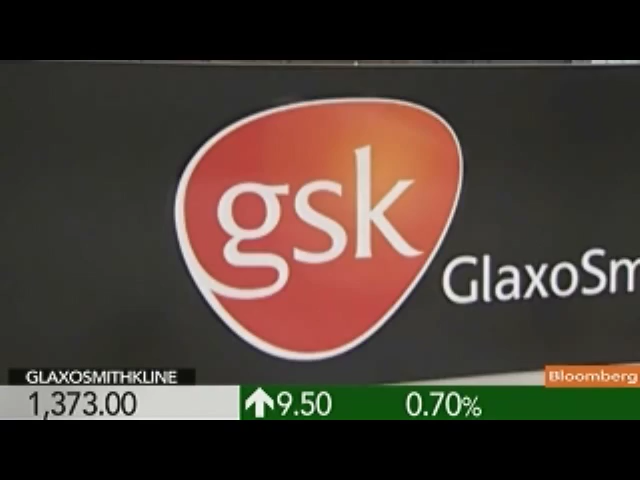 gsk
GlaxoSm
GLAXOSMITHKLINE
Bloomberg
1,373.00 9.50 0.70%